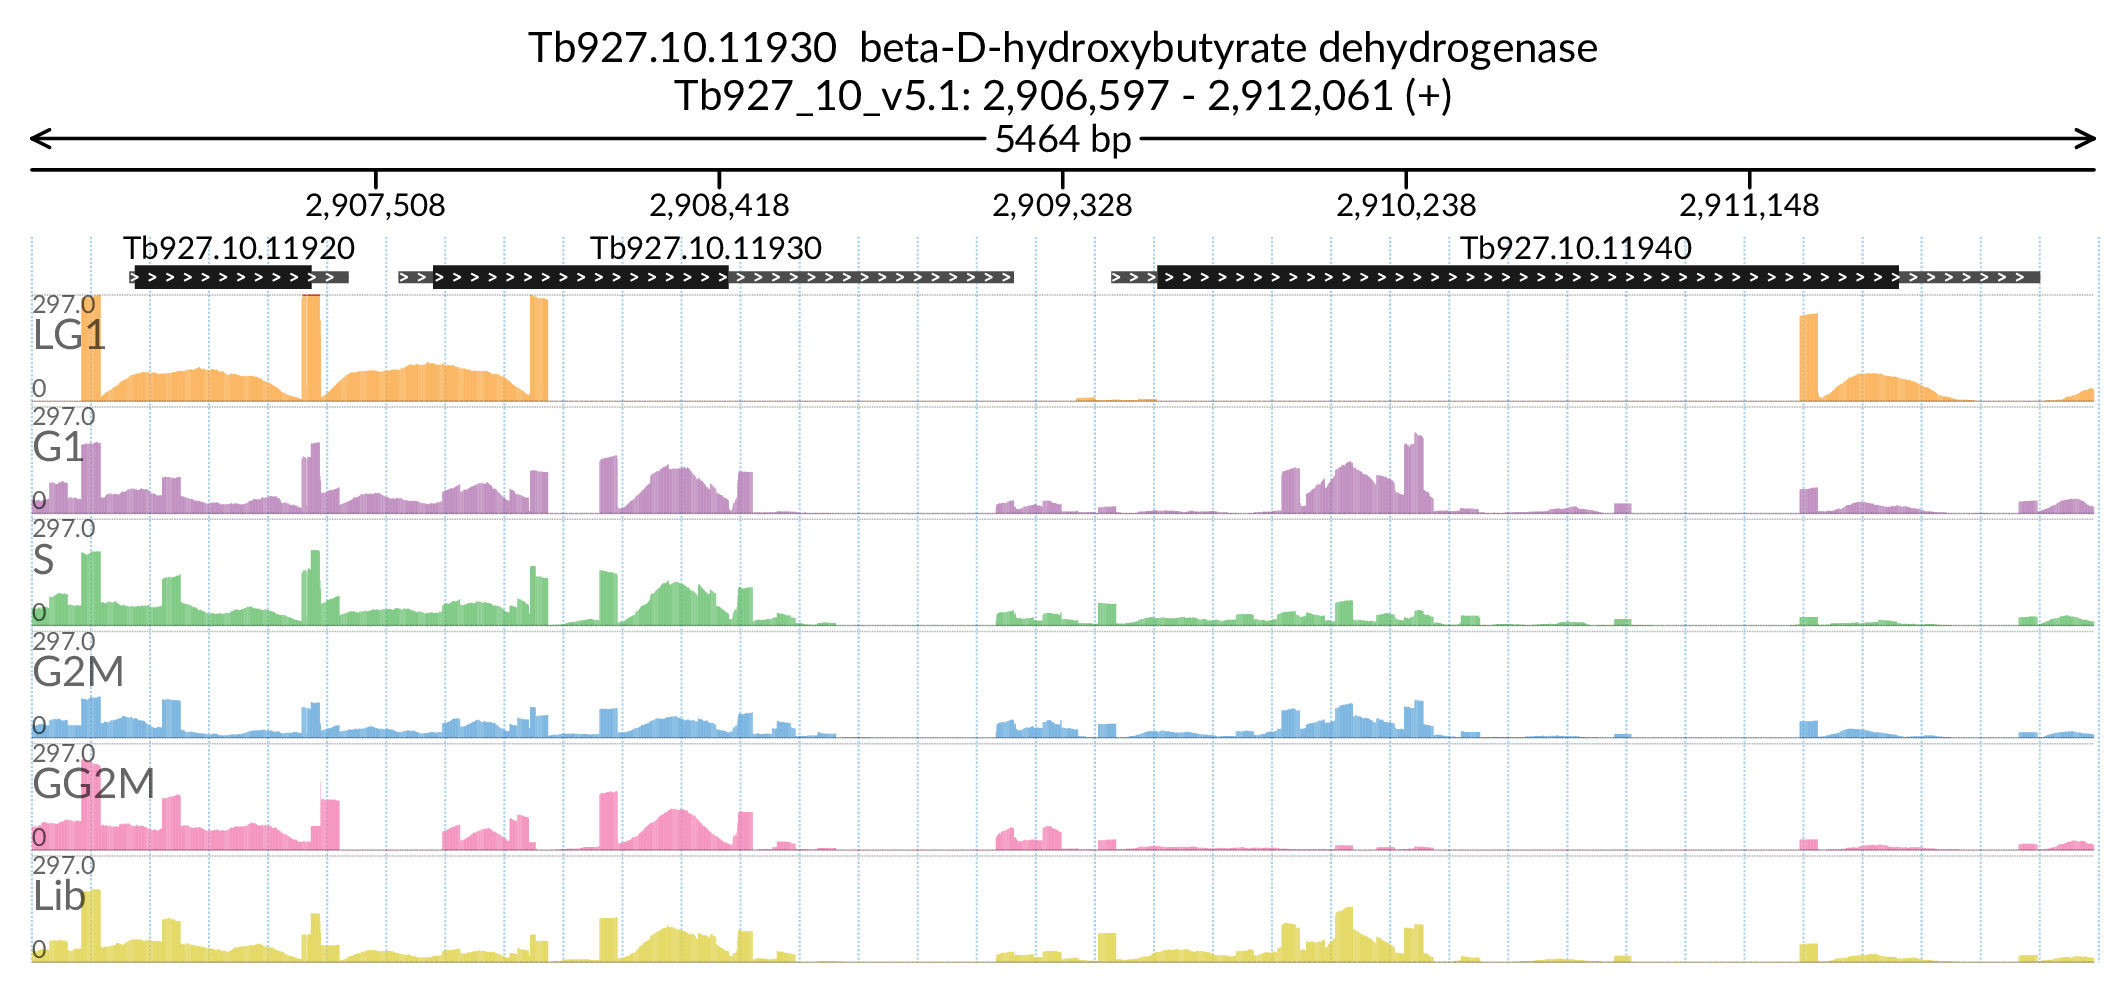 Tb927.10.11930  beta-D-hydroxybutyrate dehydrogenase
Tb927_10_v5.1: 2,906,597 - 2,912,061 (+)
5464 bp
2,907,508 2,908,418 2,909,328 2,910,238 2,911,148
Tb927.10.11920 Tb927.10.11930 Tb927.10.11940
297.0
LG1
0
297.0
G1
0
297.0
S
0
297.0
G2M
0
297.0
GG2M
0
297.0
Lib
0